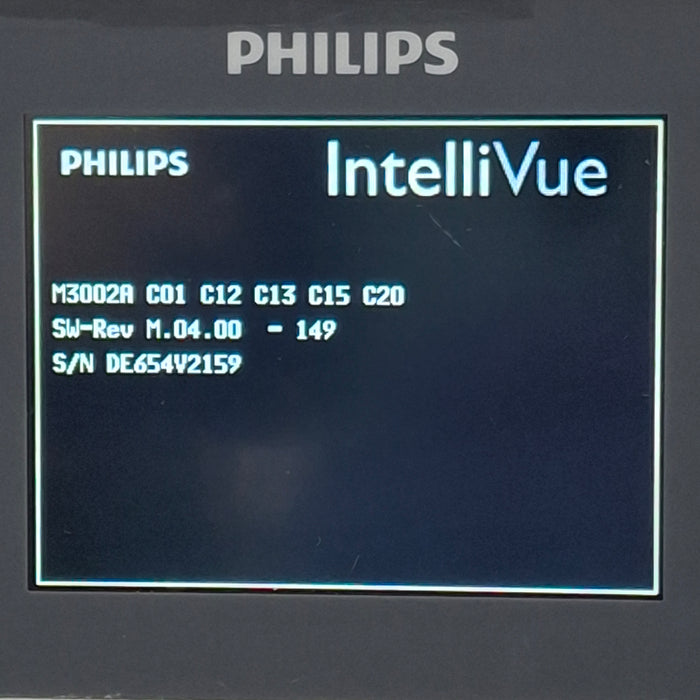 PHILIPS
PHILIPS IntelliVue
M3002A C01 C12 C13 C15 C20
SW-Rev M.04.00 - 149
S/N DE654V2159